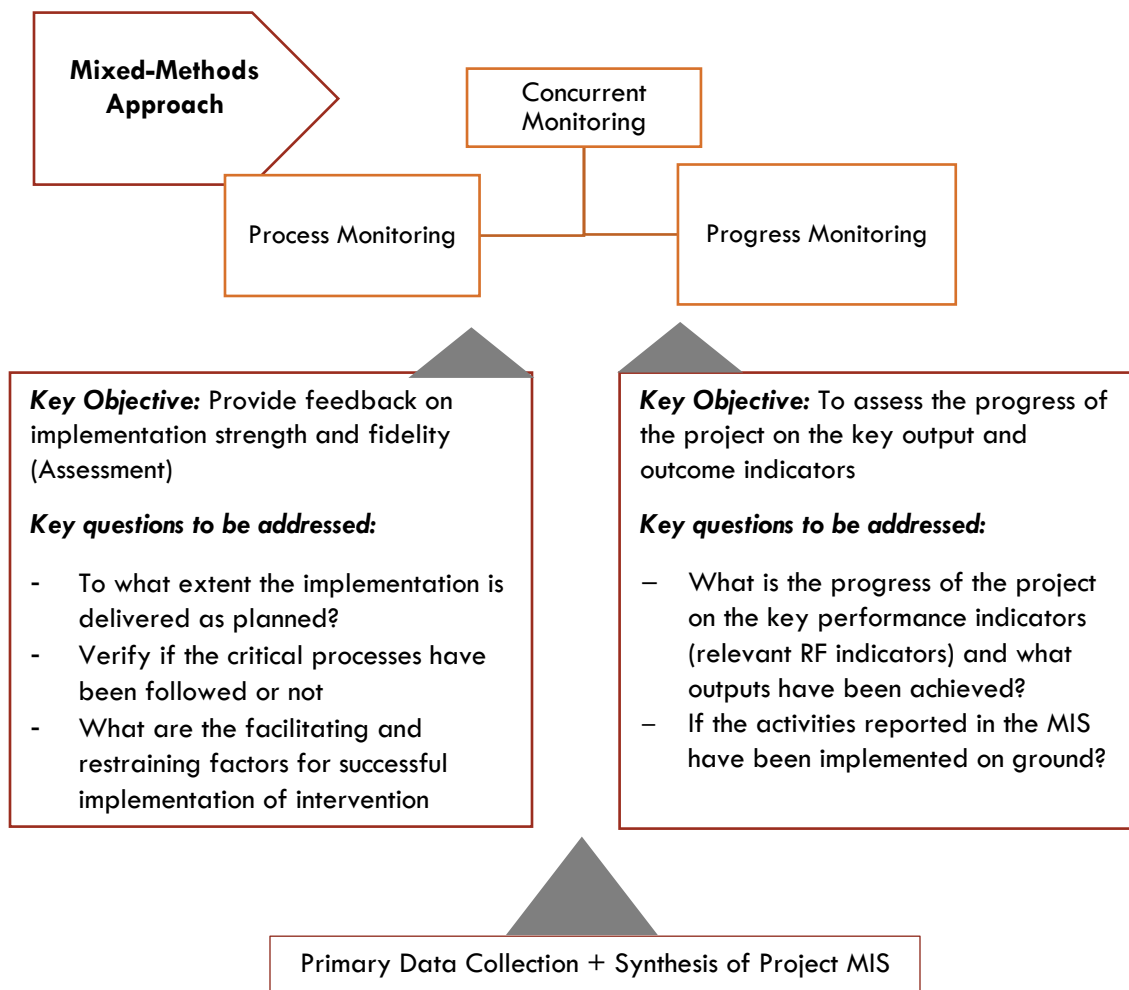 Mixed-Methods
Approach
Concurrent
Monitoring
Process Monitoring
Progress Monitoring
Key Objective: Provide feedback on
implementation strength and fidelity
(Assessment)
Key questions to be addressed:
- To what extent the implementation is
delivered as planned?
- Verify if the critical processes have
been followed or not
- What are the facilitating and
restraining factors for successful
implementation of intervention
Key Objective: To assess the progress of
the project on the key output and
outcome indicators
Key questions to be addressed:
– What is the progress of the project
on the key performance indicators
(relevant RF indicators) and what
outputs have been achieved?
– If the activities reported in the MIS
have been implemented on ground?
Primary Data Collection + Synthesis of Project MIS